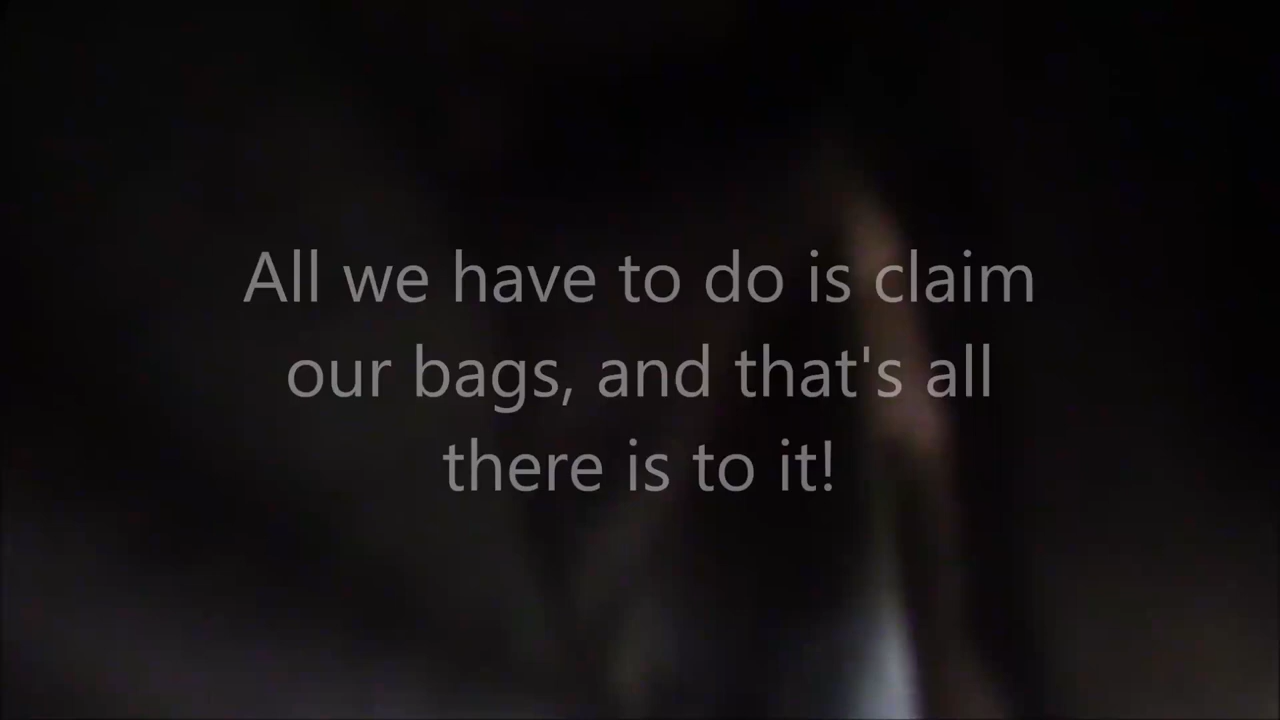 All we have to do is claim
our bags, and that's all
there is to it!